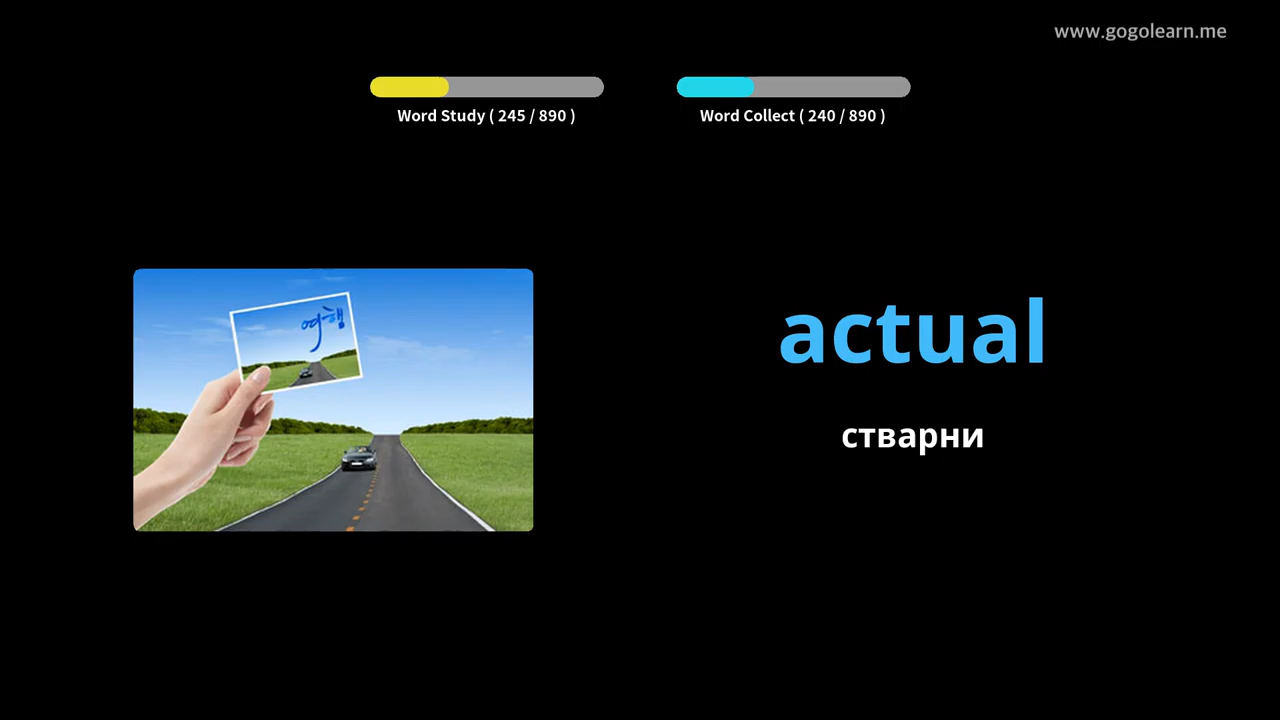 www.gogolearn.me
Word Study ( 245 / 890 )
Word Collect ( 240 / 890 )
여행
actual
стварни